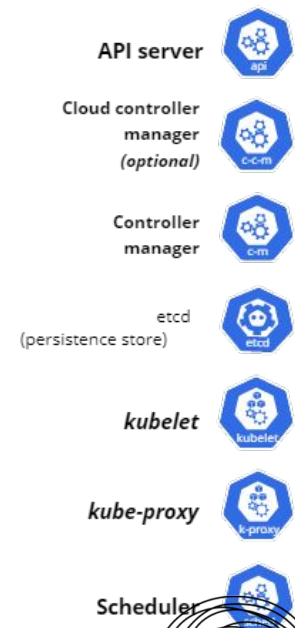 API server
api
Cloud controller
manager
(optional)
c-c-m
Controller
manager
c-m
etcd
(persistence store)
etcd
kubelet
kubelet
kube-proxy
k-proxy
Scheduler